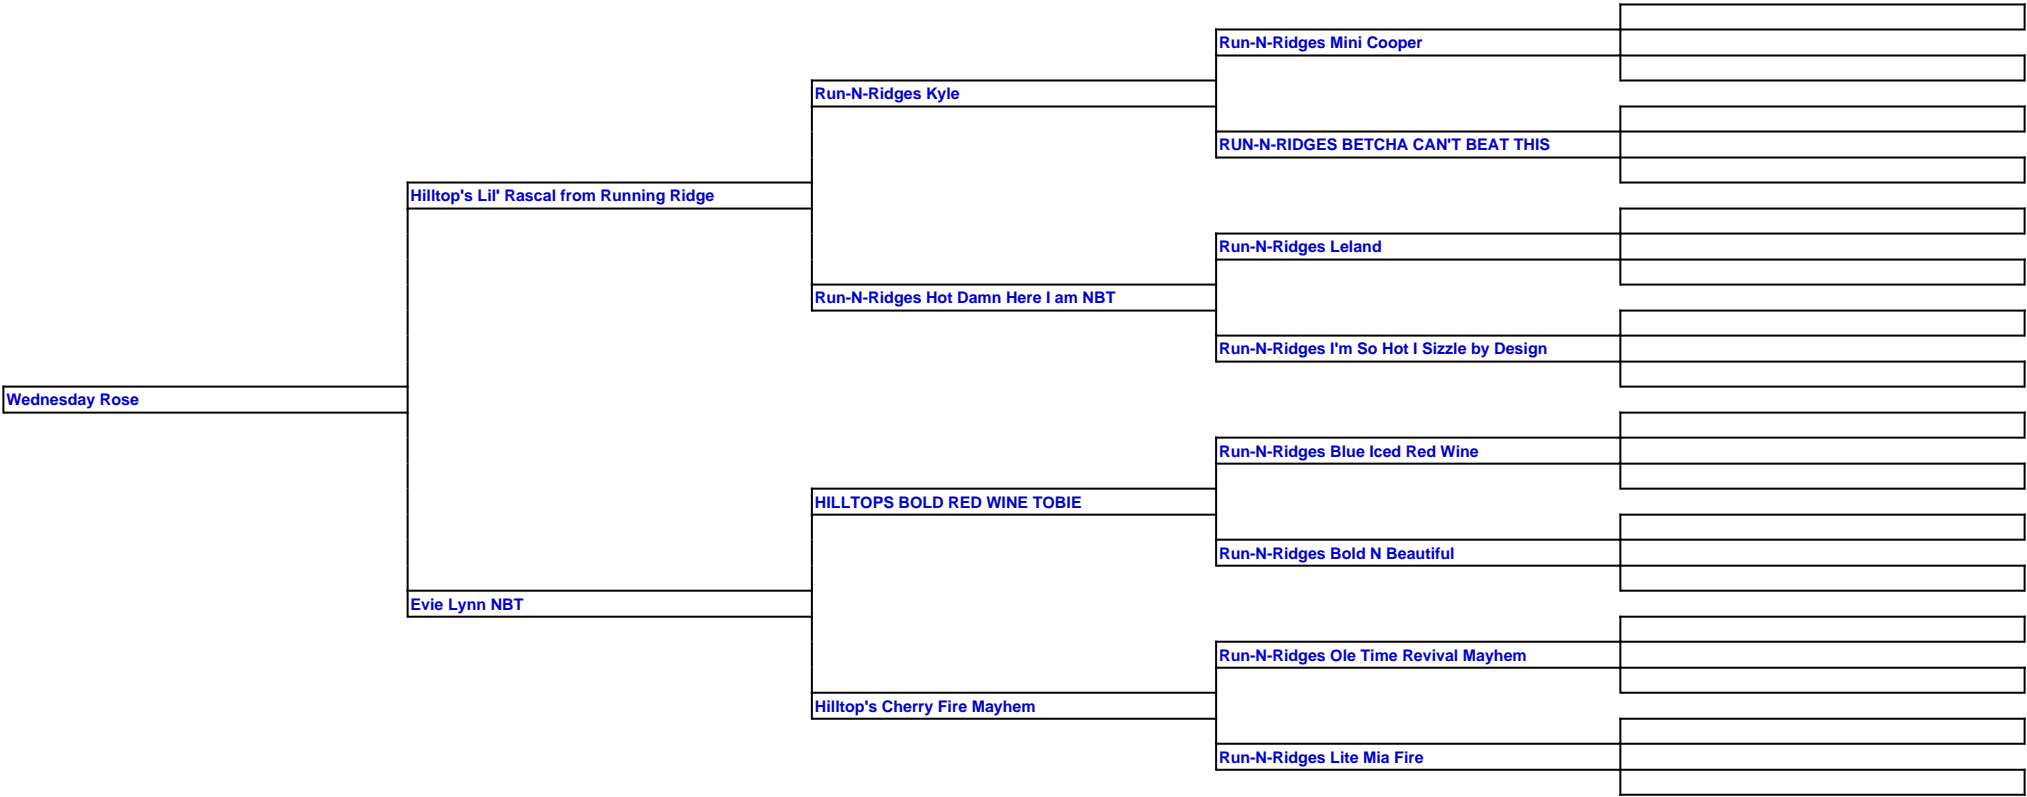 Run-N-Ridges Mini Cooper
Run-N-Ridges Kyle
RUN-N-RIDGES BETCHA CAN'T BEAT THIS
Hilltop's Lil' Rascal from Running Ridge
Run-N-Ridges Leland
Run-N-Ridges Hot Damn Here I am NBT
Run-N-Ridges I'm So Hot I Sizzle by Design
Wednesday Rose
Run-N-Ridges Blue Iced Red Wine
HILLTOPS BOLD RED WINE TOBIE
Run-N-Ridges Bold N Beautiful
Evie Lynn NBT
Run-N-Ridges Ole Time Revival Mayhem
Hilltop's Cherry Fire Mayhem
Run-N-Ridges Lite Mia Fire